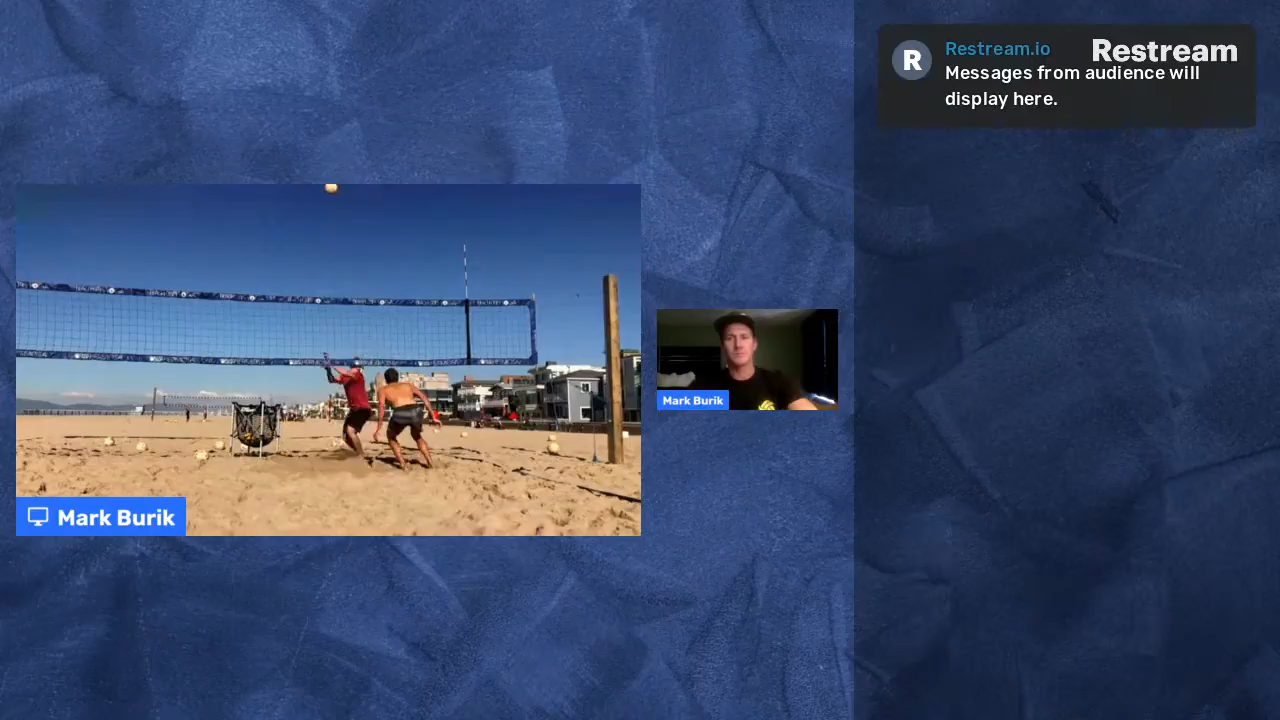 R
Restream.io
Restream
Messages from audience will
display here.
Mark Burik
Mark Burik